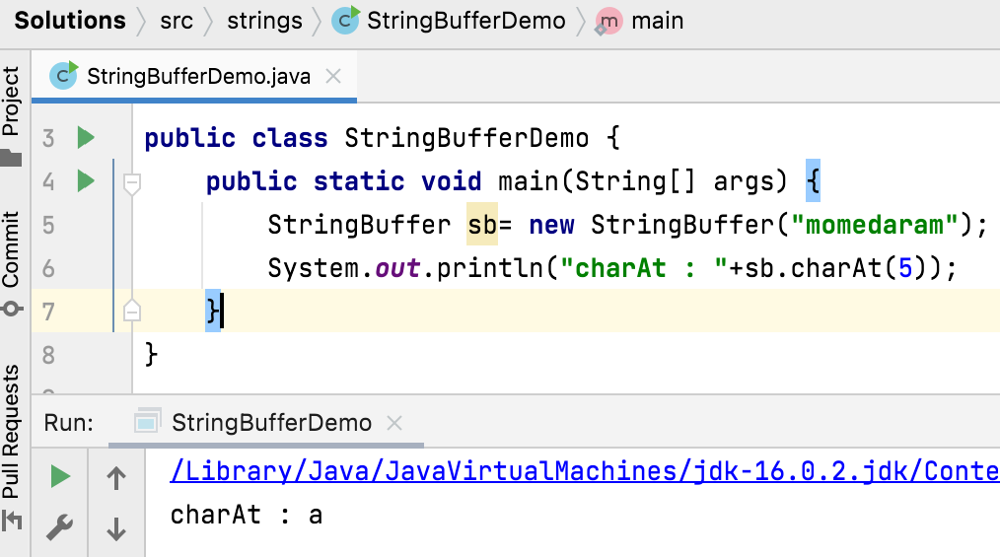 Solutions src strings C StringBufferDemo m main
Project
Commit
Pull Requests
C StringBufferDemo.java
3 public class StringBufferDemo {
4 public static void main(String[] args) {
5 StringBuffer sb= new StringBuffer("momedaram");
6 System.out.println("charAt : "+sb.charAt(5));
7 }
8 }
Run: StringBufferDemo
/Library/Java/JavaVirtualMachines/jdk-16.0.2.jdk/Conte
charAt : a